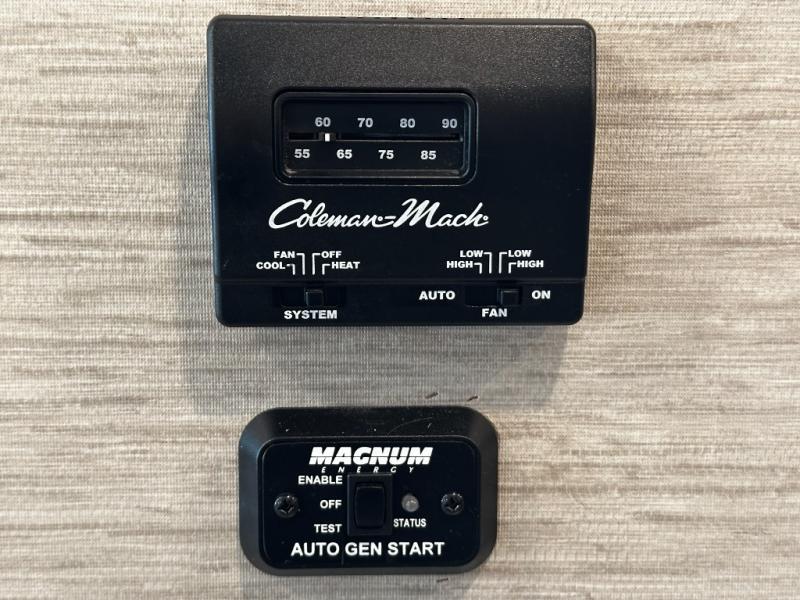 60 70 80 90
55 65 75 85
Coleman-Mach
FAN OFF
COOL HEAT
LOW LOW
HIGH HIGH
AUTO ON
SYSTEM
FAN
MAGNUM
ENERGY
ENABLE
OFF
TEST
STATUS
AUTO GEN START